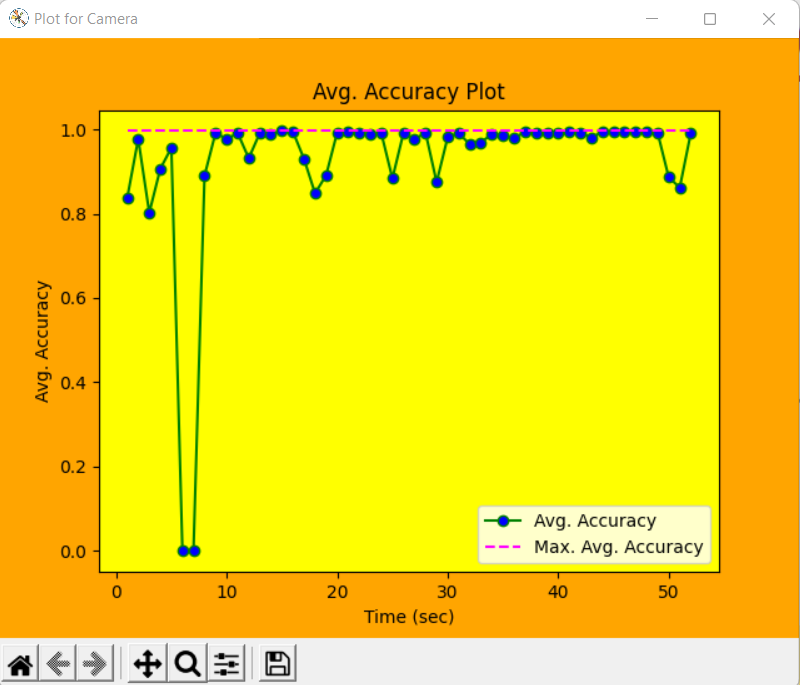 Plot for Camera
Avg. Accuracy Plot
1.0
0.8
0.6
0.4
0.2
0.0
Avg. Accuracy
Avg. Accuracy
Max. Avg. Accuracy
0 10 20 30 40 50
Time (sec)